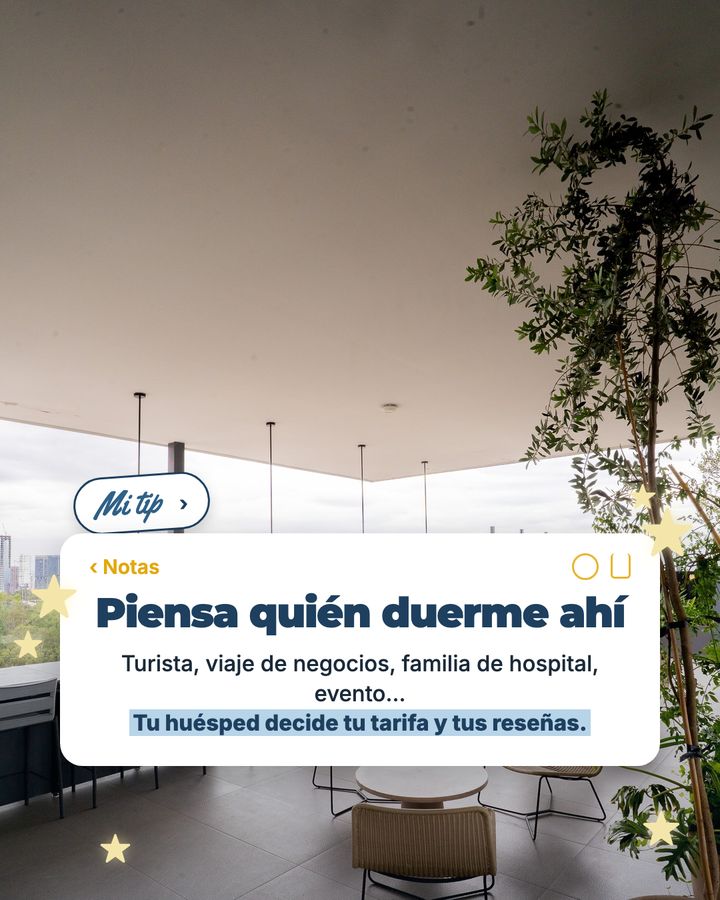 Mi tip ›
‹ Notas
Piensa quién duerme ahí
Turista, viaje de negocios, familia de hospital,
evento...
Tu huésped decide tu tarifa y tus reseñas.